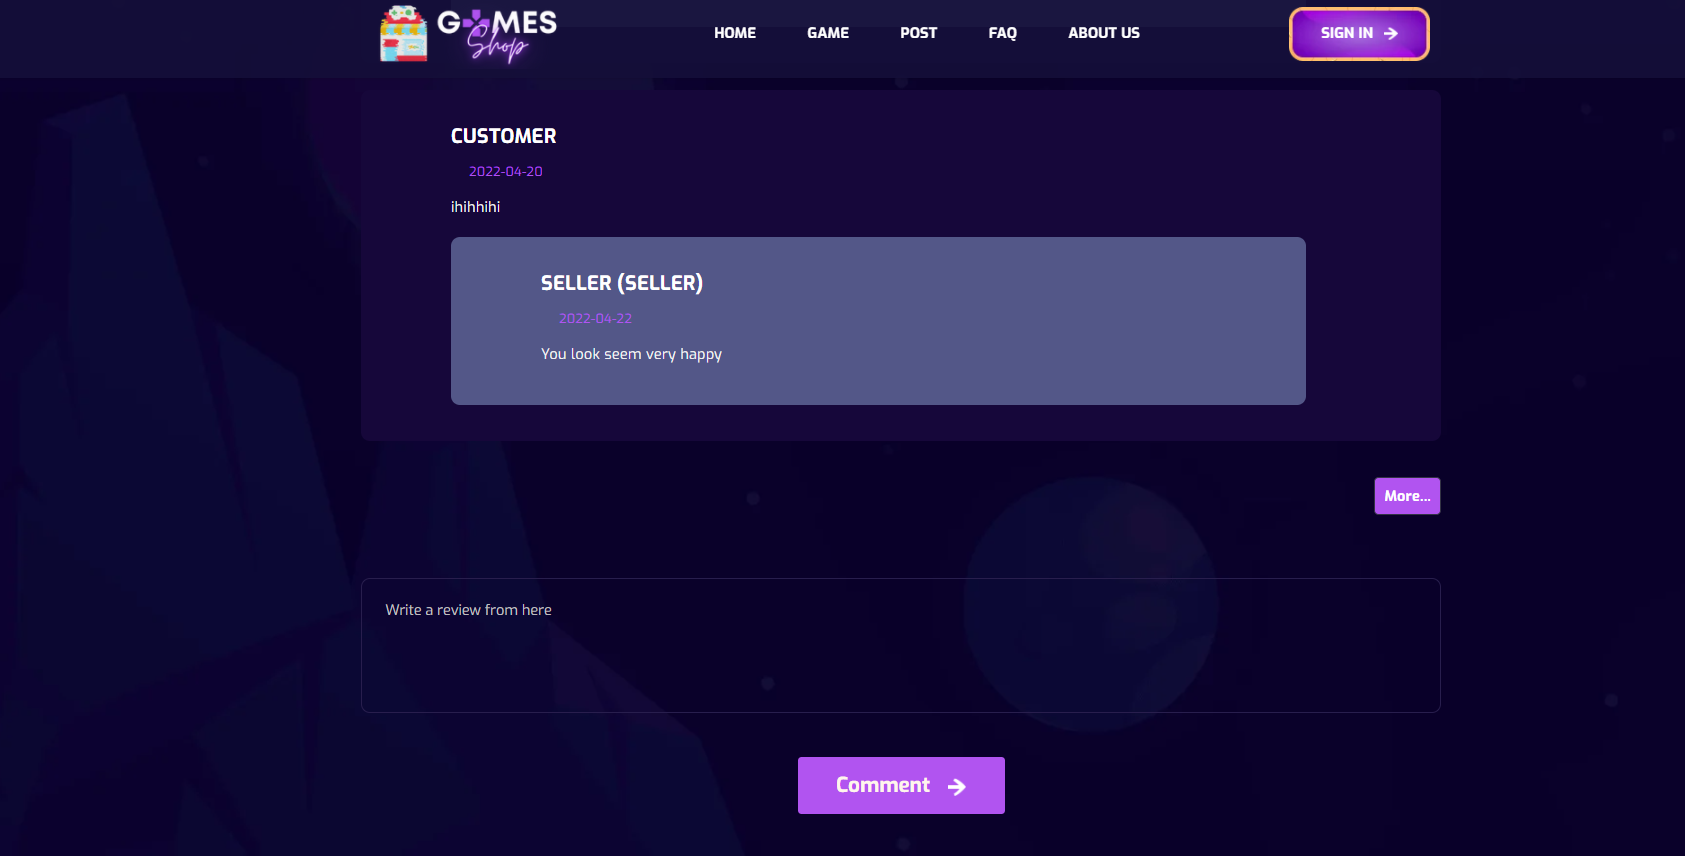 GAMES
Shop
HOME
GAME
POST
FAQ
ABOUT US
SIGN IN
CUSTOMER
2022-04-20
ihihhihi
SELLER (SELLER)
2022-04-22
You look seem very happy
More...
Write a review from here
Comment